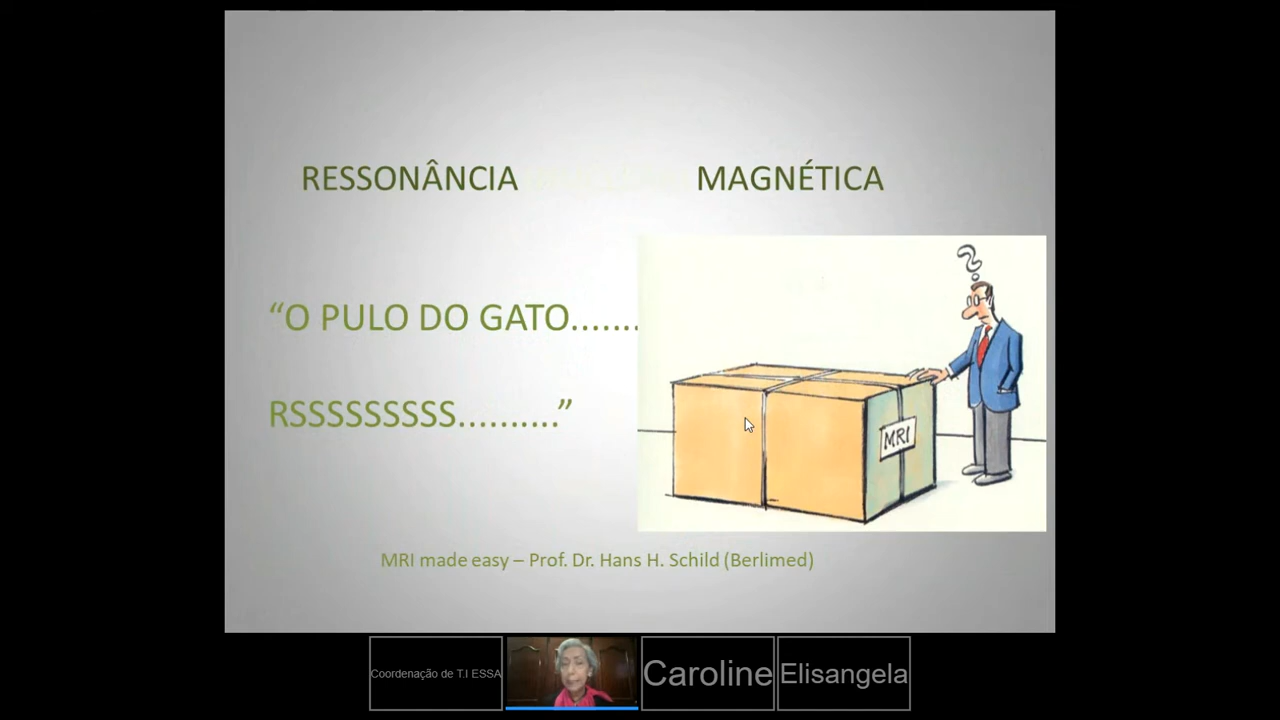 RESSONÂNCIA MAGNÉTICA
“O PULO DO GATO.......
RSSSSSSSSS..........”
MRI
MRI made easy – Prof. Dr. Hans H. Schild (Berlimed)
Coordenação de T.I ESSA
Caroline
Elisangela